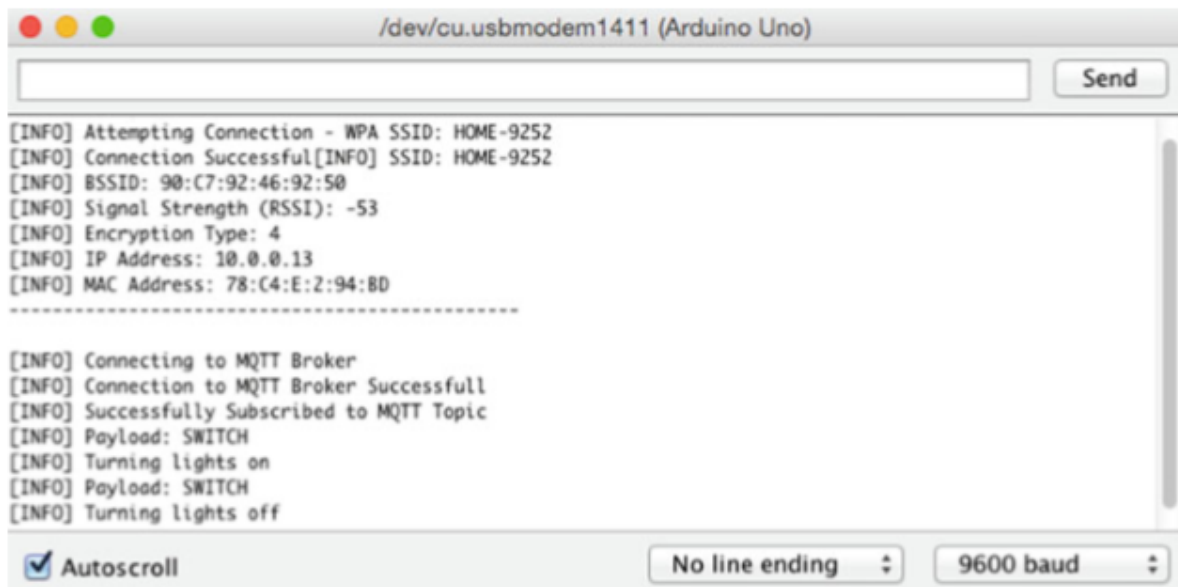 /dev/cu.usbmodem1411 (Arduino Uno)
Send
[INFO] Attempting Connection - WPA SSID: HOME-9252
[INFO] Connection Successful[INFO] SSID: HOME-9252
[INFO] BSSID: 90:C7:92:46:92:50
[INFO] Signal Strength (RSSI): -53
[INFO] Encryption Type: 4
[INFO] IP Address: 10.0.0.13
[INFO] MAC Address: 78:C4:E:2:94:BD
-----------------------------------------------
[INFO] Connecting to MQTT Broker
[INFO] Connection to MQTT Broker Successfull
[INFO] Successfully Subscribed to MQTT Topic
[INFO] Payload: SWITCH
[INFO] Turning lights on
[INFO] Payload: SWITCH
[INFO] Turning lights off
Autoscroll
No line ending
9600 baud